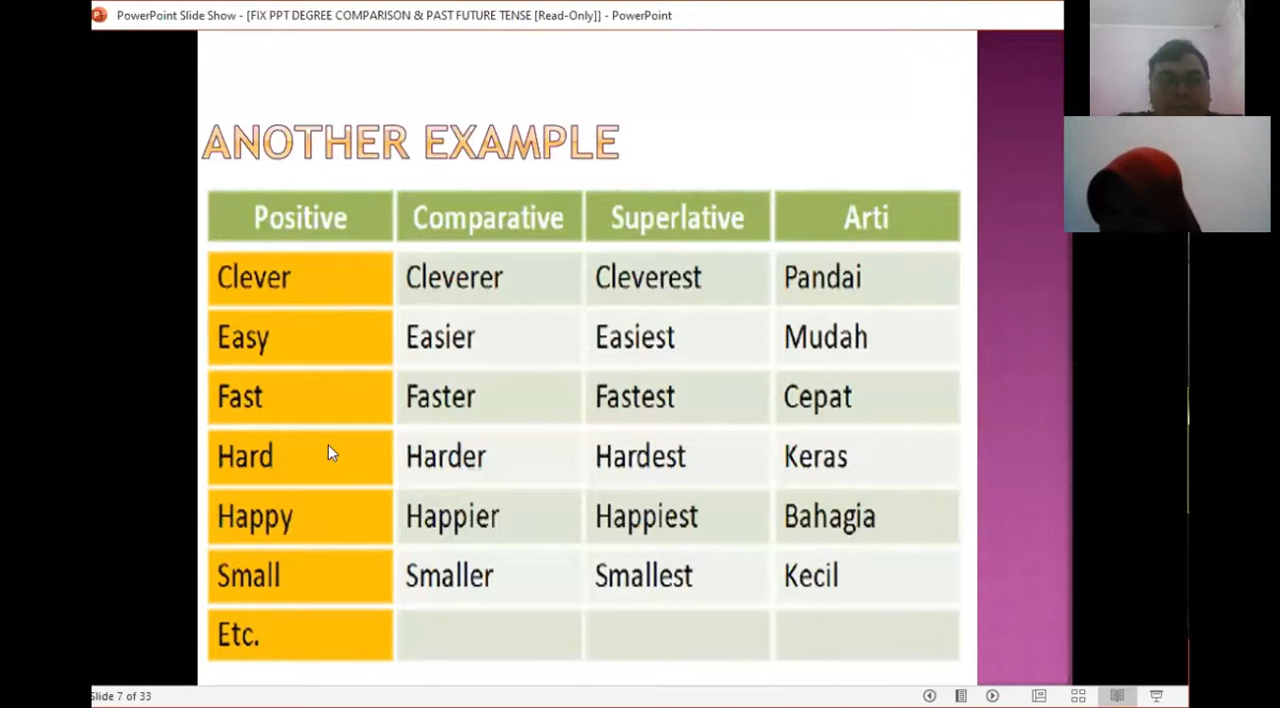 PowerPoint Slide Show - [FIX PPT DEGREE COMPARISON & PAST FUTURE TENSE [Read-Only]] - PowerPoint
ANOTHER EXAMPLE
Positive Comparative Superlative Arti
Clever Cleverer Cleverest Pandai
Easy Easier Easiest Mudah
Fast Faster Fastest Cepat
Hard Harder Hardest Keras
Happy Happier Happiest Bahagia
Small Smaller Smallest Kecil
Etc.
Slide 7 of 33